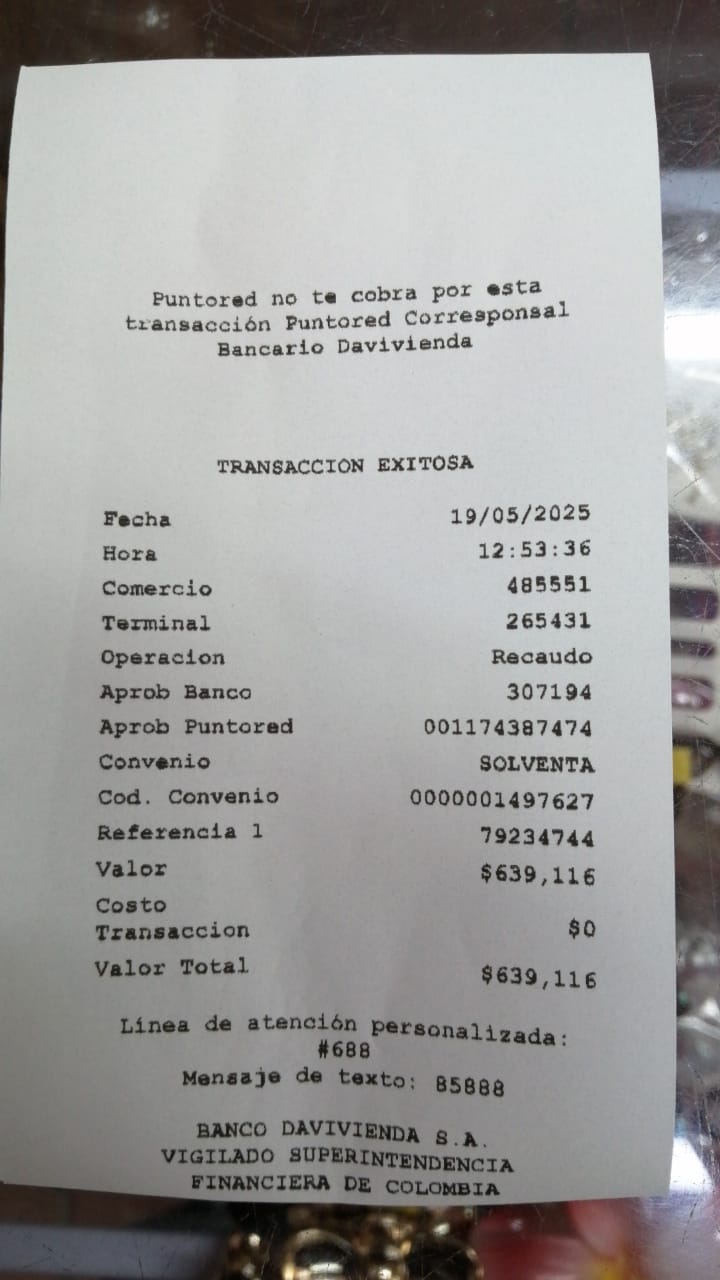 Puntored no te cobra por esta
transacción Puntored Corresponsal
Bancario Davivienda
TRANSACCION EXITOSA
Fecha 19/05/2025
Hora 12:53:36
Comercio 485551
Terminal 265431
Operacion Recaudo
Aprob Banco 307194
Aprob Puntored 001174387474
Convenio SOLVENTA
Cod. Convenio 0000001497627
Referencia 1 79234744
Valor $639,116
Costo
Transaccion $0
Valor Total $639,116
Línea de atención personalizada:
#688
Mensaje de texto: 85888
BANCO DAVIVIENDA S.A.
VIGILADO SUPERINTENDENCIA
FINANCIERA DE COLOMBIA